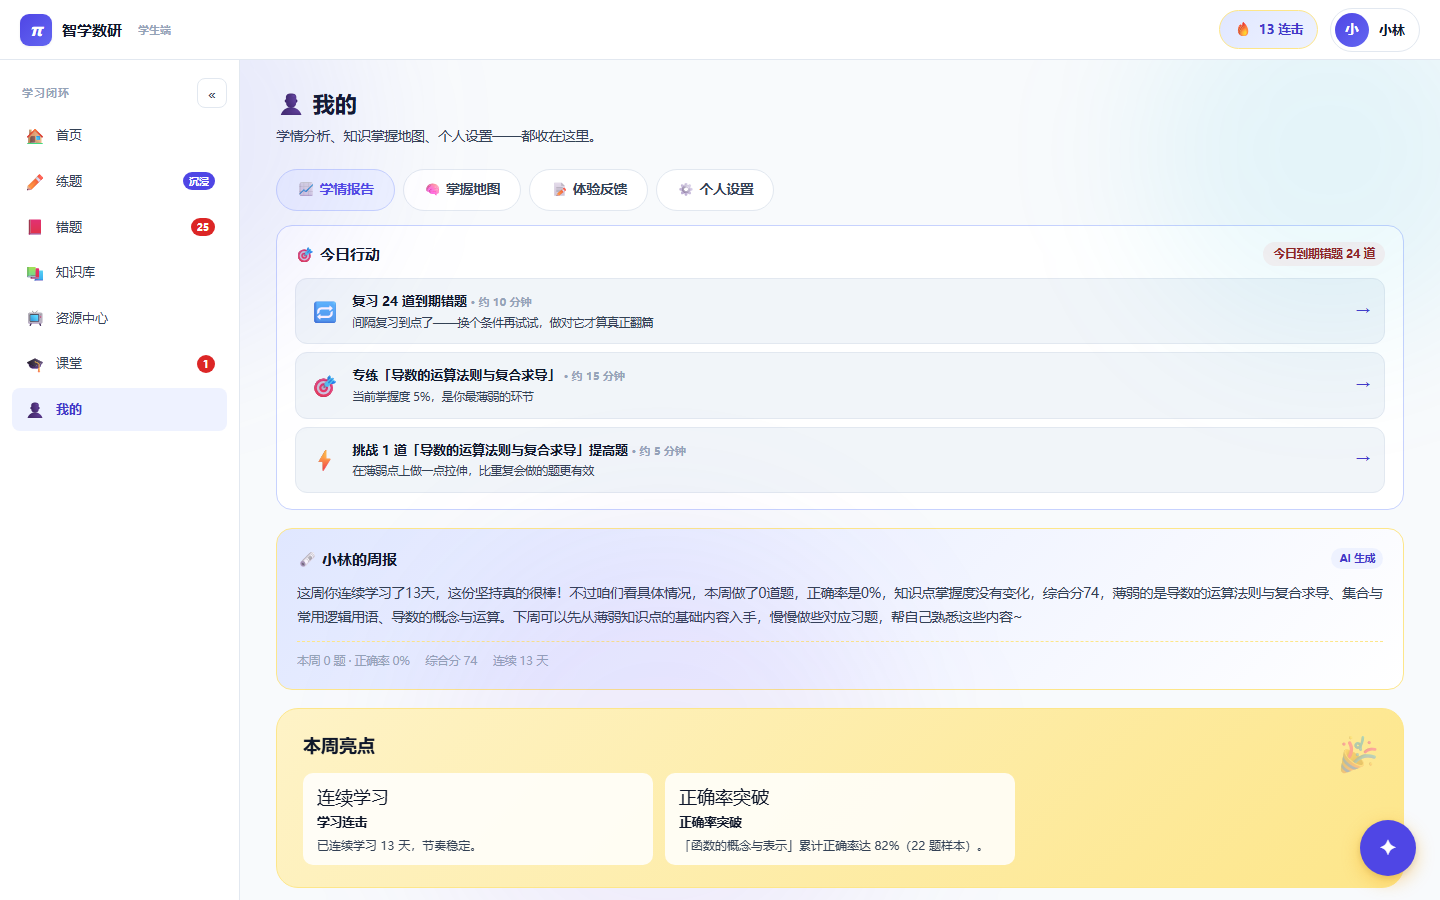 π 智学数研 学生端
13 连击
小 小林
学习闭环
«
首页
练题 沉浸
错题 25
知识库
资源中心
课堂 1
我的
我的
学情分析、知识掌握地图、个人设置——都收在这里。
学情报告 掌握地图 体验反馈 个人设置
今日行动
今日到期错题 24 道
复习 24 道到期错题 • 约 10 分钟
间隔复习到点了——换个条件再试试，做对它才算真正翻篇
→
专练「导数的运算法则与复合求导」 • 约 15 分钟
当前掌握度 5%，是你最薄弱的环节
→
挑战 1 道「导数的运算法则与复合求导」提高题 • 约 5 分钟
在薄弱点上做一点拉伸，比重复会做的题更有效
→
小林的周报
AI 生成
这周你连续学习了13天，这份坚持真的很棒！不过咱们看具体情况，本周做了0道题，正确率是0%，知识点掌握度没有变化，综合分74，薄弱的是导数的运算法则与复合求导、集合与
常用逻辑用语、导数的概念与运算。下周可以先从薄弱知识点的基础内容入手，慢慢做些对应习题，帮自己熟悉这些内容~
本周 0 题 · 正确率 0% 综合分 74 连续 13 天
本周亮点
连续学习
学习连击
已连续学习 13 天，节奏稳定。
正确率突破
正确率突破
「函数的概念与表示」累计正确率达 82%（22 题样本）。